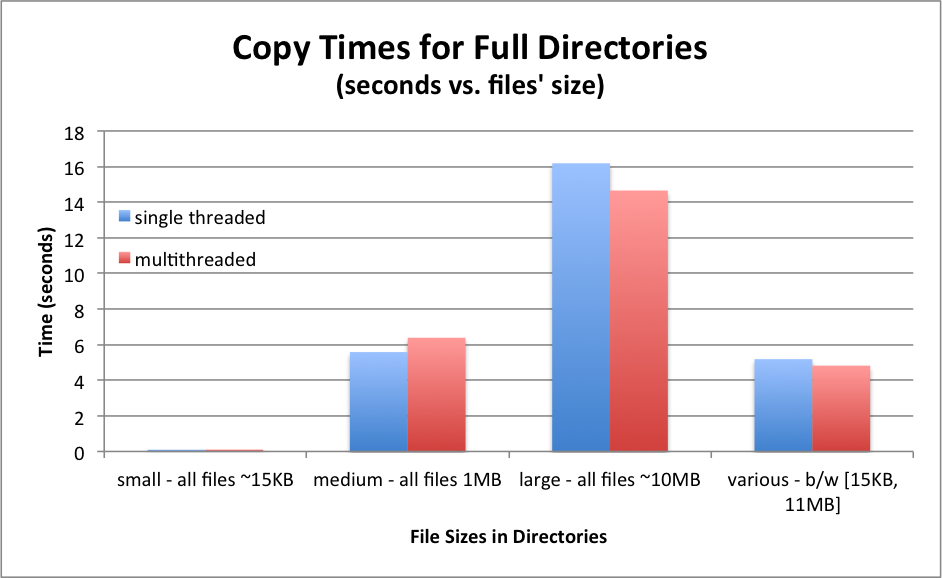 Copy Times for Full Directories
(seconds vs. files' size)
18
16
14
12
10
8
6
4
2
0
Time (seconds)
single threaded
multithreaded
small - all files ~15KB
medium - all files 1MB
large - all files ~10MB
various - b/w [15KB,
11MB]
File Sizes in Directories